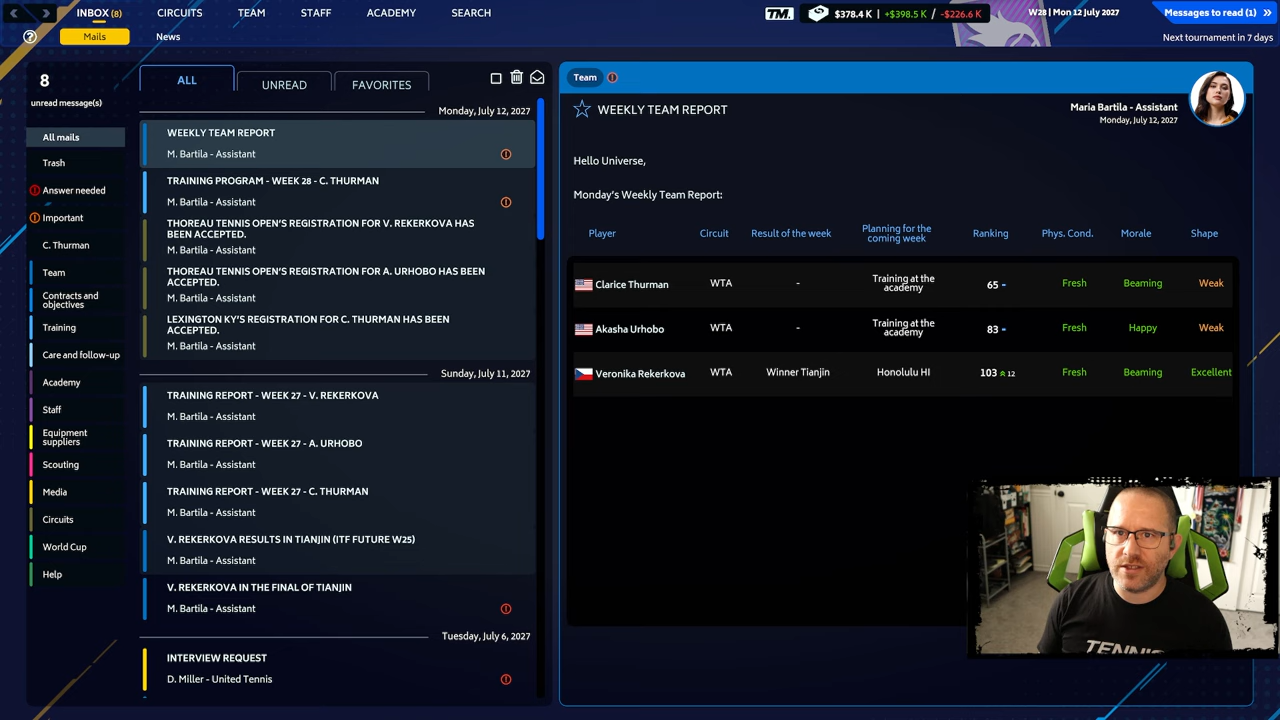 INBOX (8)
CIRCUITS
TEAM
STAFF
ACADEMY
SEARCH
TM.
$378.4 K | +$398.5 K / -$226.6 K
W28 | Mon 12 July 2027
Messages to read (1) »
Mails
News
Next tournament in 7 days
8
unread message(s)
All mails
Trash
Answer needed
Important
C. Thurman
Team
Contracts and
objectives
Training
Care and follow-up
Academy
Staff
Equipment
suppliers
Scouting
Media
Circuits
World Cup
Help
ALL
UNREAD
FAVORITES
Monday, July 12, 2027
WEEKLY TEAM REPORT
M. Bartila - Assistant
TRAINING PROGRAM - WEEK 28 - C. THURMAN
M. Bartila - Assistant
THOREAU TENNIS OPEN'S REGISTRATION FOR V. REKERKOVA HAS
BEEN ACCEPTED.
M. Bartila - Assistant
THOREAU TENNIS OPEN'S REGISTRATION FOR A. URHOBO HAS BEEN
ACCEPTED.
M. Bartila - Assistant
LEXINGTON KY'S REGISTRATION FOR C. THURMAN HAS BEEN
ACCEPTED.
M. Bartila - Assistant
Sunday, July 11, 2027
TRAINING REPORT - WEEK 27 - V. REKERKOVA
M. Bartila - Assistant
TRAINING REPORT - WEEK 27 - A. URHOBO
M. Bartila - Assistant
TRAINING REPORT - WEEK 27 - C. THURMAN
M. Bartila - Assistant
V. REKERKOVA RESULTS IN TIANJIN (ITF FUTURE W25)
M. Bartila - Assistant
V. REKERKOVA IN THE FINAL OF TIANJIN
M. Bartila - Assistant
Tuesday, July 6, 2027
INTERVIEW REQUEST
D. Miller - United Tennis
Team
WEEKLY TEAM REPORT
Maria Bartila - Assistant
Monday, July 12, 2027
Hello Universe,
Monday's Weekly Team Report:
Player
Circuit
Result of the week
Planning for the
coming week
Ranking
Phys. Cond.
Morale
Shape
Clarice Thurman WTA - Training at the
academy
65 - Fresh Beaming Weak
Akasha Urhobo WTA - Training at the
academy
83 - Fresh Happy Weak
Veronika Rekerkova WTA Winner Tianjin Honolulu HI 103 12 Fresh Beaming Excellent
TENNIS